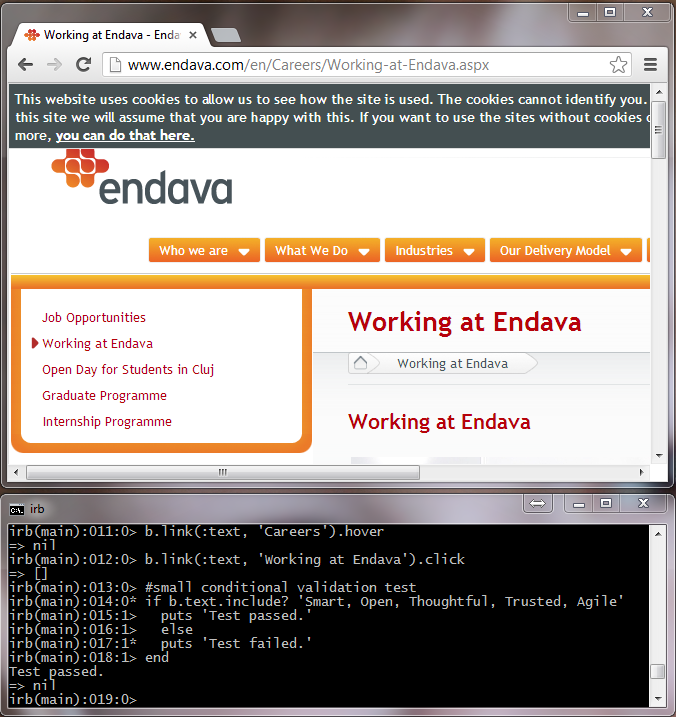 Working at Endava - Enda
www.endava.com/en/Careers/Working-at-Endava.aspx
This website uses cookies to allow us to see how the site is used. The cookies cannot identify you.
this site we will assume that you are happy with this. If you want to use the sites without cookies o
more, you can do that here.
endava
Who we are
What We Do
Industries
Our Delivery Model
Job Opportunities
Working at Endava
Open Day for Students in Cluj
Graduate Programme
Internship Programme
Working at Endava
Working at Endava
Working at Endava
C:\.
irb
irb(main):011:0> b.link(:text, 'Careers').hover
=> nil
irb(main):012:0> b.link(:text, 'Working at Endava').click
=> []
irb(main):013:0> #small conditional validation test
irb(main):014:0* if b.text.include? 'Smart, Open, Thoughtful, Trusted, Agile'
irb(main):015:1>   puts 'Test passed.'
irb(main):016:1>   else
irb(main):017:1*   puts 'Test failed.'
irb(main):018:1> end
Test passed.
=> nil
irb(main):019:0>